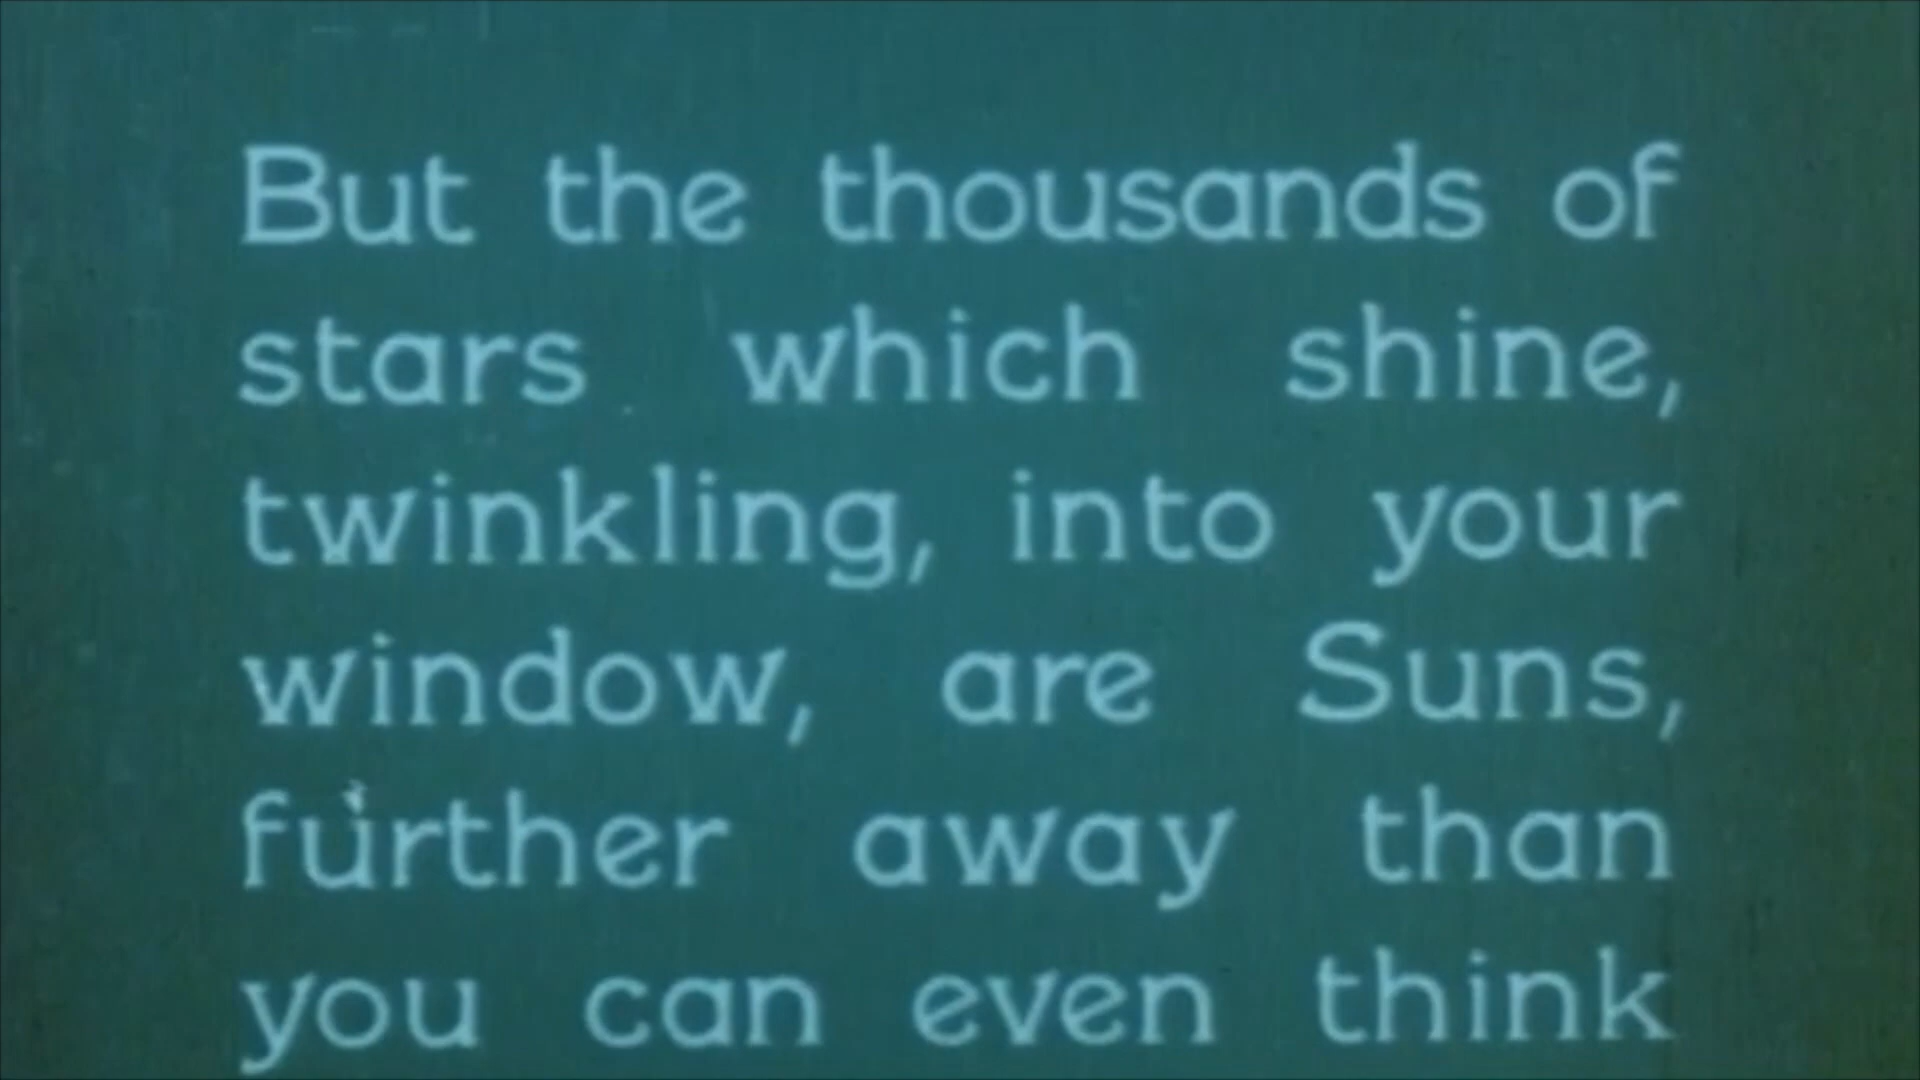 But the thousands of
stars which shine,
twinkling, into your
window, are Suns,
further away than
you can even think